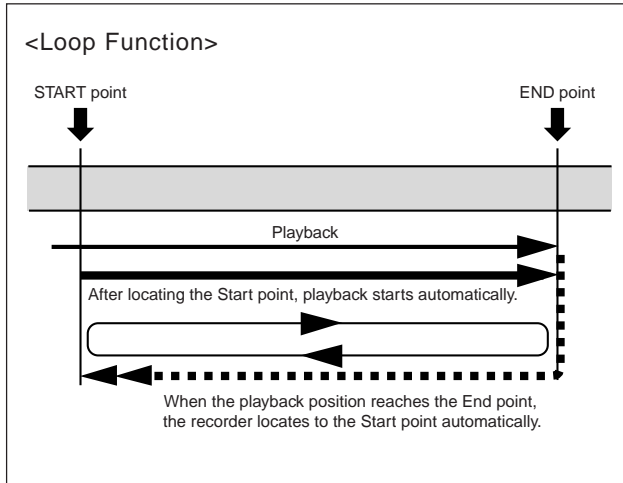 <Loop Function>
START point
END point
Playback
After locating the Start point, playback starts automatically.
When the playback position reaches the End point,
the recorder locates to the Start point automatically.